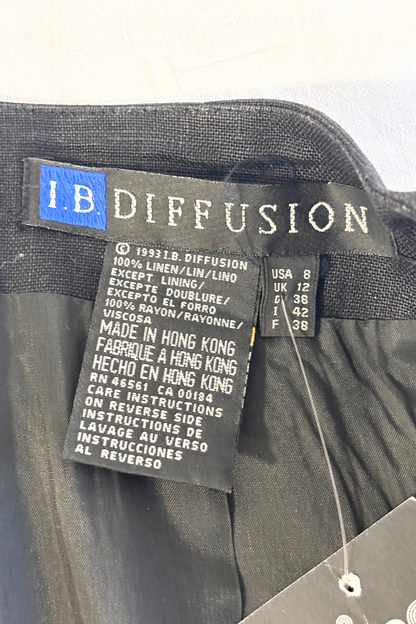 I.B. DIFFUSION
© 1993 I.B. DIFFUSION
100% LINEN/LIN/LINO
EXCEPT LINING/
EXCEPTE DOUBLURE/
EXCEPTO EL FORRO
100% RAYON/RAYONNE/
VISCOSA
MADE IN HONG KONG
FABRIQUE A HONG KONG
HECHO EN HONG KONG
RN 46561 CA 00184
CARE INSTRUCTIONS
ON REVERSE SIDE
INSTRUCTIONS DE
LAVAGE AU VERSO
INSTRUCCIONES
AL REVERSO
USA 8
UK 12
D 38
I 42
F 38